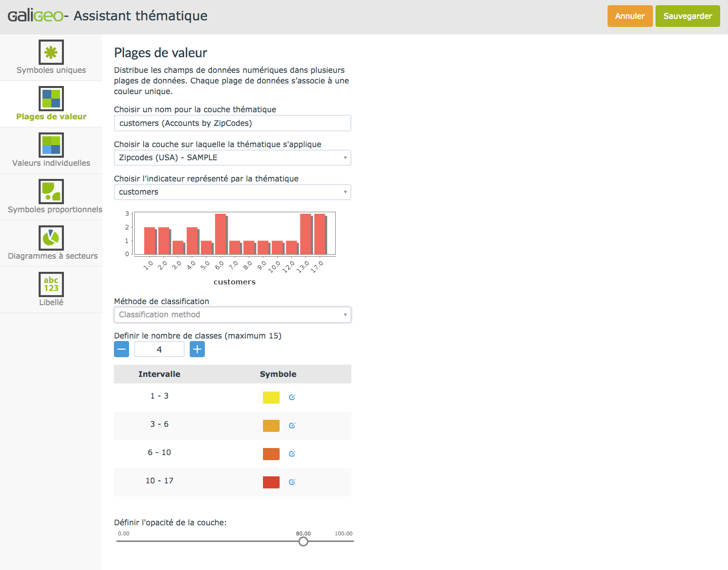 galigeo - Assistant thématique
Annuler
Sauvegarder
Symboles uniques
Plages de valeur
Valeurs individuelles
Symboles proportionnels
Diagrammes à secteurs
abc
123
Libellé
Plages de valeur
Distribue les champs de données numériques dans plusieurs
plages de données. Chaque plage de données s'associe à une
couleur unique.
Choisir un nom pour la couche thématique
customers (Accounts by ZipCodes)
Choisir la couche sur laquelle la thématique s'applique
Zipcodes (USA) - SAMPLE
Choisir l'indicateur représenté par la thématique
customers
3
2
1
0
1.0 2.0 3.0 4.0 5.0 6.0 7.0 8.0 9.0 10.0 12.0 13.0 17.0
customers
Méthode de classification
Classification method
Definir le nombre de classes (maximum 15)
4
Intervalle Symbole
1 - 3
3 - 6
6 - 10
10 - 17
Définir l'opacité de la couche:
0.00 80.00 100.00